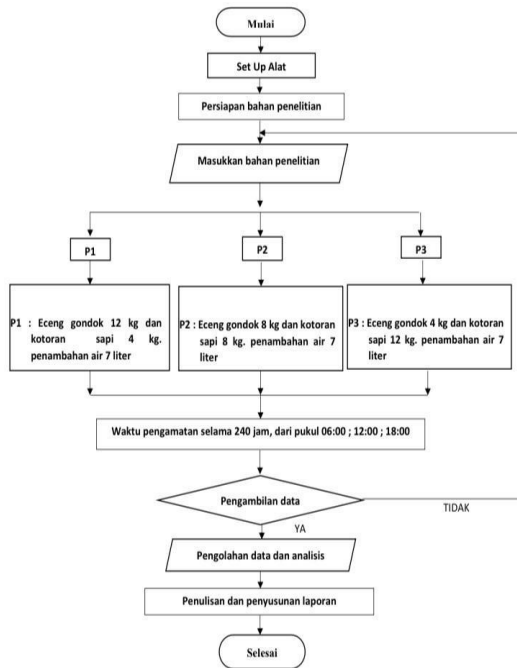 Mulai
Set Up Alat
Persiapan bahan penelitian
Masukkan bahan penelitian
P1
P2
P3
P1 : Eceng gondok 12 kg dan
kotoran sapi 4 kg.
penambahan air 7 liter
P2 : Eceng gondok 8 kg dan kotoran
sapi 8 kg. penambahan air 7
liter
P3 : Eceng gondok 4 kg dan kotoran
sapi 12 kg. penambahan air 7
liter
Waktu pengamatan selama 240 jam, dari pukul 06:00 ; 12:00 ; 18:00
Pengambilan data
TIDAK
YA
Pengolahan data dan analisis
Penulisan dan penyusunan laporan
Selesai